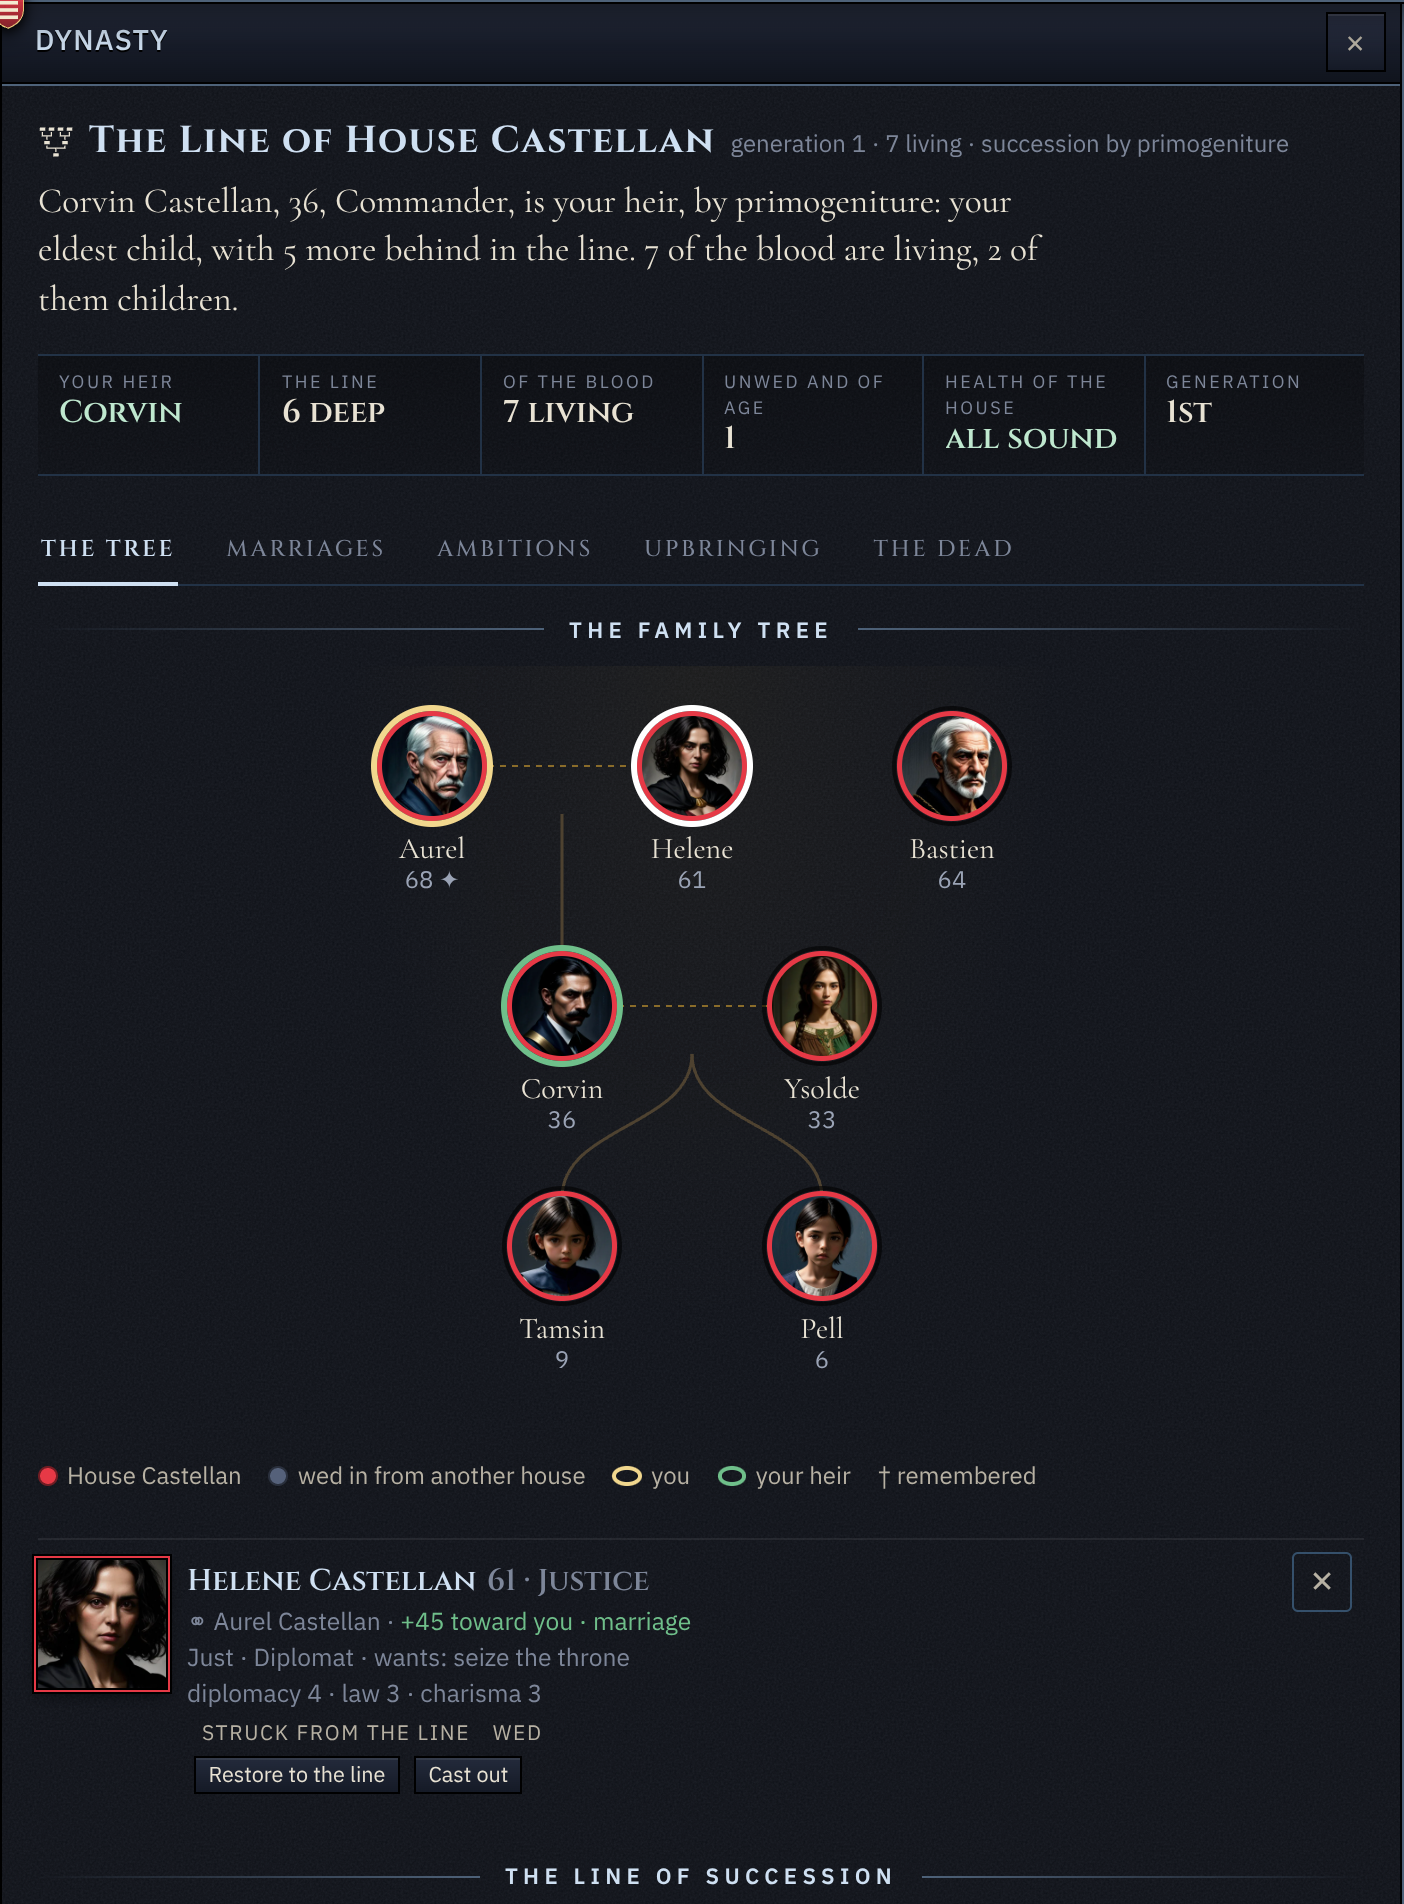 DYNASTY
×
The Line of House Castellan generation 1 · 7 living · succession by primogeniture
Corvin Castellan, 36, Commander, is your heir, by primogeniture: your
eldest child, with 5 more behind in the line. 7 of the blood are living, 2 of
them children.
YOUR HEIR
Corvin
THE LINE
6 deep
OF THE BLOOD
7 living
UNWED AND OF
AGE
1
HEALTH OF THE
HOUSE
all sound
GENERATION
1st
THE TREE MARRIAGES AMBITIONS UPBRINGING THE DEAD
THE FAMILY TREE
Aurel Helene Bastien
68 ✦ 61 64
Corvin Ysolde
36 33
Tamsin Pell
9 6
House Castellan wed in from another house you your heir † remembered
Helene Castellan 61 · Justice
×
⚭ Aurel Castellan · +45 toward you · marriage
Just · Diplomat · wants: seize the throne
diplomacy 4 · law 3 · charisma 3
STRUCK FROM THE LINE WED
Restore to the line Cast out
THE LINE OF SUCCESSION